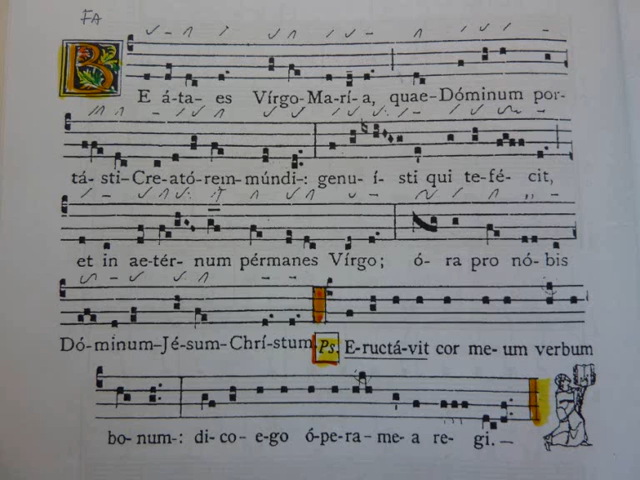 FA
BE á-ta-es Vírgo-Ma-rí-a, quae-Dóminum por-
tá-sti-Cre-ató-rem-múndi-: genu-í-sti qui te-fé-cit,
et in ae-tér-num pérmanes Vírgo; ó-ra pro nó-bis
Dó-minum-Jé-sum-Chrí-stum. Ps. E-ructá-vit cor me-um verbum
bo-num-: di-co-ego ó-pe-ra-me-a re-gi.—